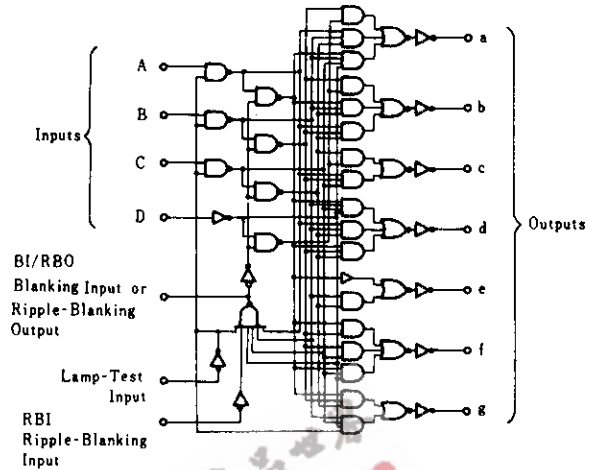 A
B
Inputs
C
D
BI/RBO
Blanking Input or
Ripple-Blanking
Output
Lamp-Test
Input
RBI
Ripple-Blanking
Input
a
b
c
d
e
f
g
Outputs